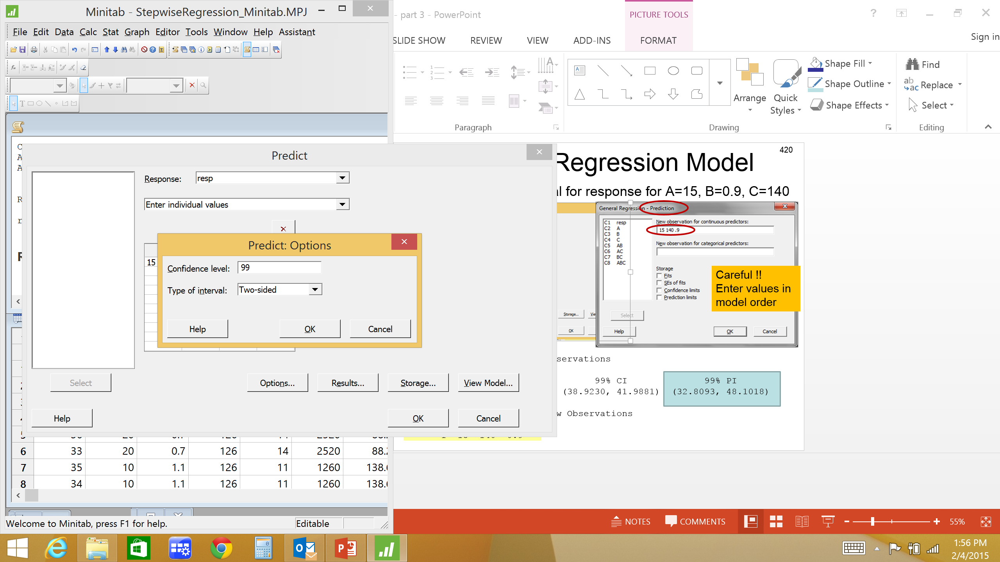 Minitab - StepwiseRegression_Minitab.MPJ
- part 3 - PowerPoint
PICTURE TOOLS
File Edit Data Calc Stat Graph Editor Tools Window Help Assistant
SLIDE SHOW REVIEW VIEW ADD-INS FORMAT
Sign in
Shape Fill
Shape Outline
Shape Effects
Arrange
Quick
Styles
Find
Replace
Select
Paragraph
Drawing
Editing
Predict
Response: resp
Enter individual values
15
Predict: Options
Confidence level: 99
Type of interval: Two-sided
Help OK Cancel
Select Options... Results... Storage... View Model...
Help OK Cancel
420
Regression Model
l for response for A=15, B=0.9, C=140
General Regression - Prediction
C1 resp
C2 A
C3 B
C4 C
C5 AB
C6 AC
C7 BC
C8 ABC
New observation for continuous predictors:
15 140 .9
New observation for categorical predictors:
Storage
Fits
SEs of fits
Confidence limits
Prediction limits
Careful !!
Enter values in
model order
Storage...
OK
Select
Help OK Cancel
servations
99% CI 99% PI
(38.9230, 41.9881) (32.8093, 48.1018)
w Observations
6 33 20 0.7 126 14 2520 88.2
7 35 10 1.1 126 11 1260 138.6
8 34 10 1.1 126 11 1260 138.6
Welcome to Minitab, press F1 for help.
Editable
NOTES COMMENTS 55%
1:56 PM
2/4/2015